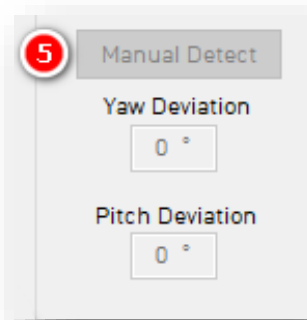 5 Manual Detect
Yaw Deviation
0 °
Pitch Deviation
0 °